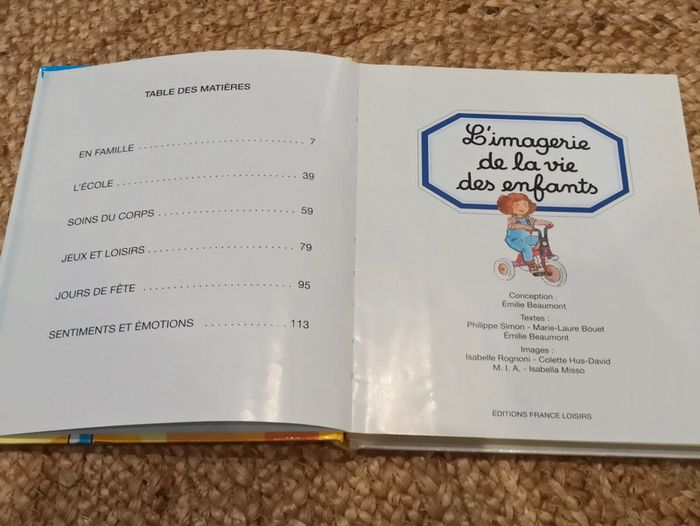 TABLE DES MATIÈRES
EN FAMILLE . . . . . . . . . . . . . . . . . . . . . . . . . . 7
L'ÉCOLE . . . . . . . . . . . . . . . . . . . . . . . . . . . 39
SOINS DU CORPS . . . . . . . . . . . . . . . . . . . . . 59
JEUX ET LOISIRS . . . . . . . . . . . . . . . . . . . . . . 79
JOURS DE FÊTE . . . . . . . . . . . . . . . . . . . . . . . 95
SENTIMENTS ET ÉMOTIONS . . . . . . . . . . . . . 113
L'imagerie
de la vie
des enfants
Conception :
Émilie Beaumont
Textes :
Philippe Simon - Marie-Laure Bouet
Émilie Beaumont
Images :
Isabelle Rognoni - Colette Hus-David
M. I. A. - Isabella Misso
EDITIONS FRANCE LOISIRS